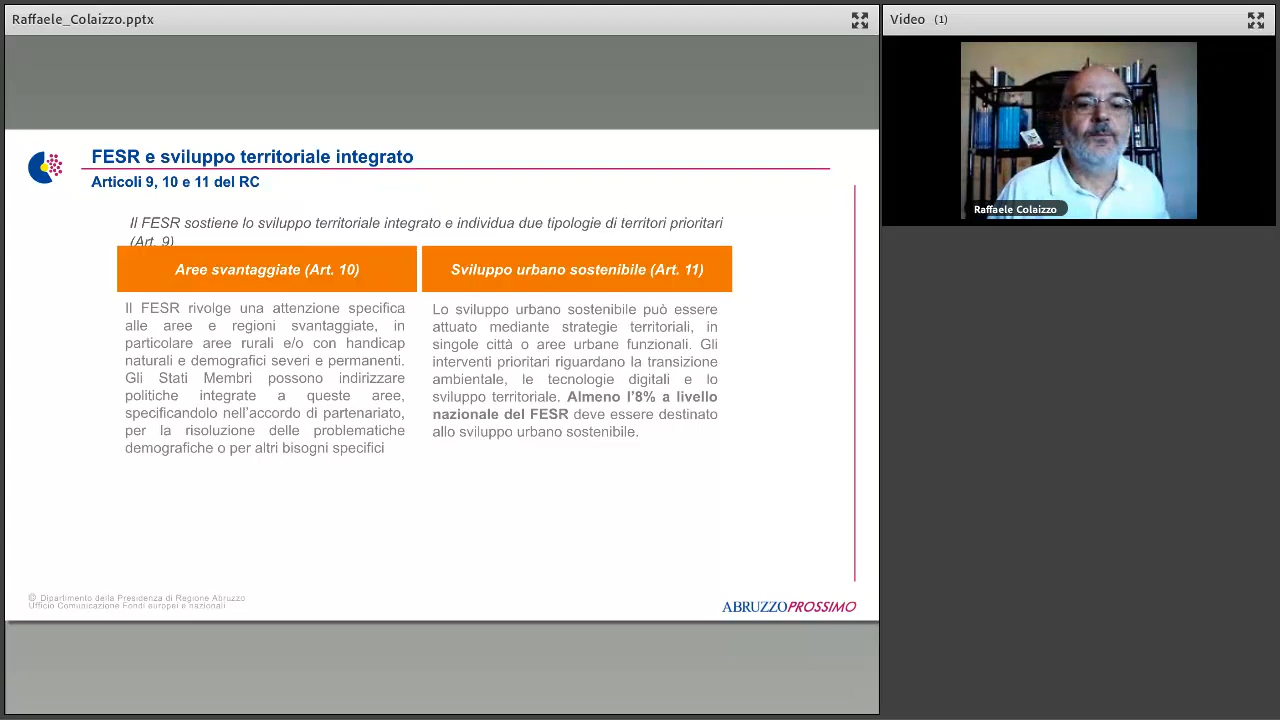 Raffaele_Colaizzo.pptx
Video (1)
Raffaele Colaizzo
FESR e sviluppo territoriale integrato
Articoli 9, 10 e 11 del RC
Il FESR sostiene lo sviluppo territoriale integrato e individua due tipologie di territori prioritari
(Art. 9)
Aree svantaggiate (Art. 10)
Il FESR rivolge una attenzione specifica
alle aree e regioni svantaggiate, in
particolare aree rurali e/o con handicap
naturali e demografici severi e permanenti.
Gli Stati Membri possono indirizzare
politiche integrate a queste aree,
specificandolo nell'accordo di partenariato,
per la risoluzione delle problematiche
demografiche o per altri bisogni specifici
Sviluppo urbano sostenibile (Art. 11)
Lo sviluppo urbano sostenibile può essere
attuato mediante strategie territoriali, in
singole città o aree urbane funzionali. Gli
interventi prioritari riguardano la transizione
ambientale, le tecnologie digitali e lo
sviluppo territoriale. Almeno l'8% a livello
nazionale del FESR deve essere destinato
allo sviluppo urbano sostenibile.
© Dipartimento della Presidenza di Regione Abruzzo
Ufficio Comunicazione Fondi europei e nazionali
ABRUZZOPROSSIMO